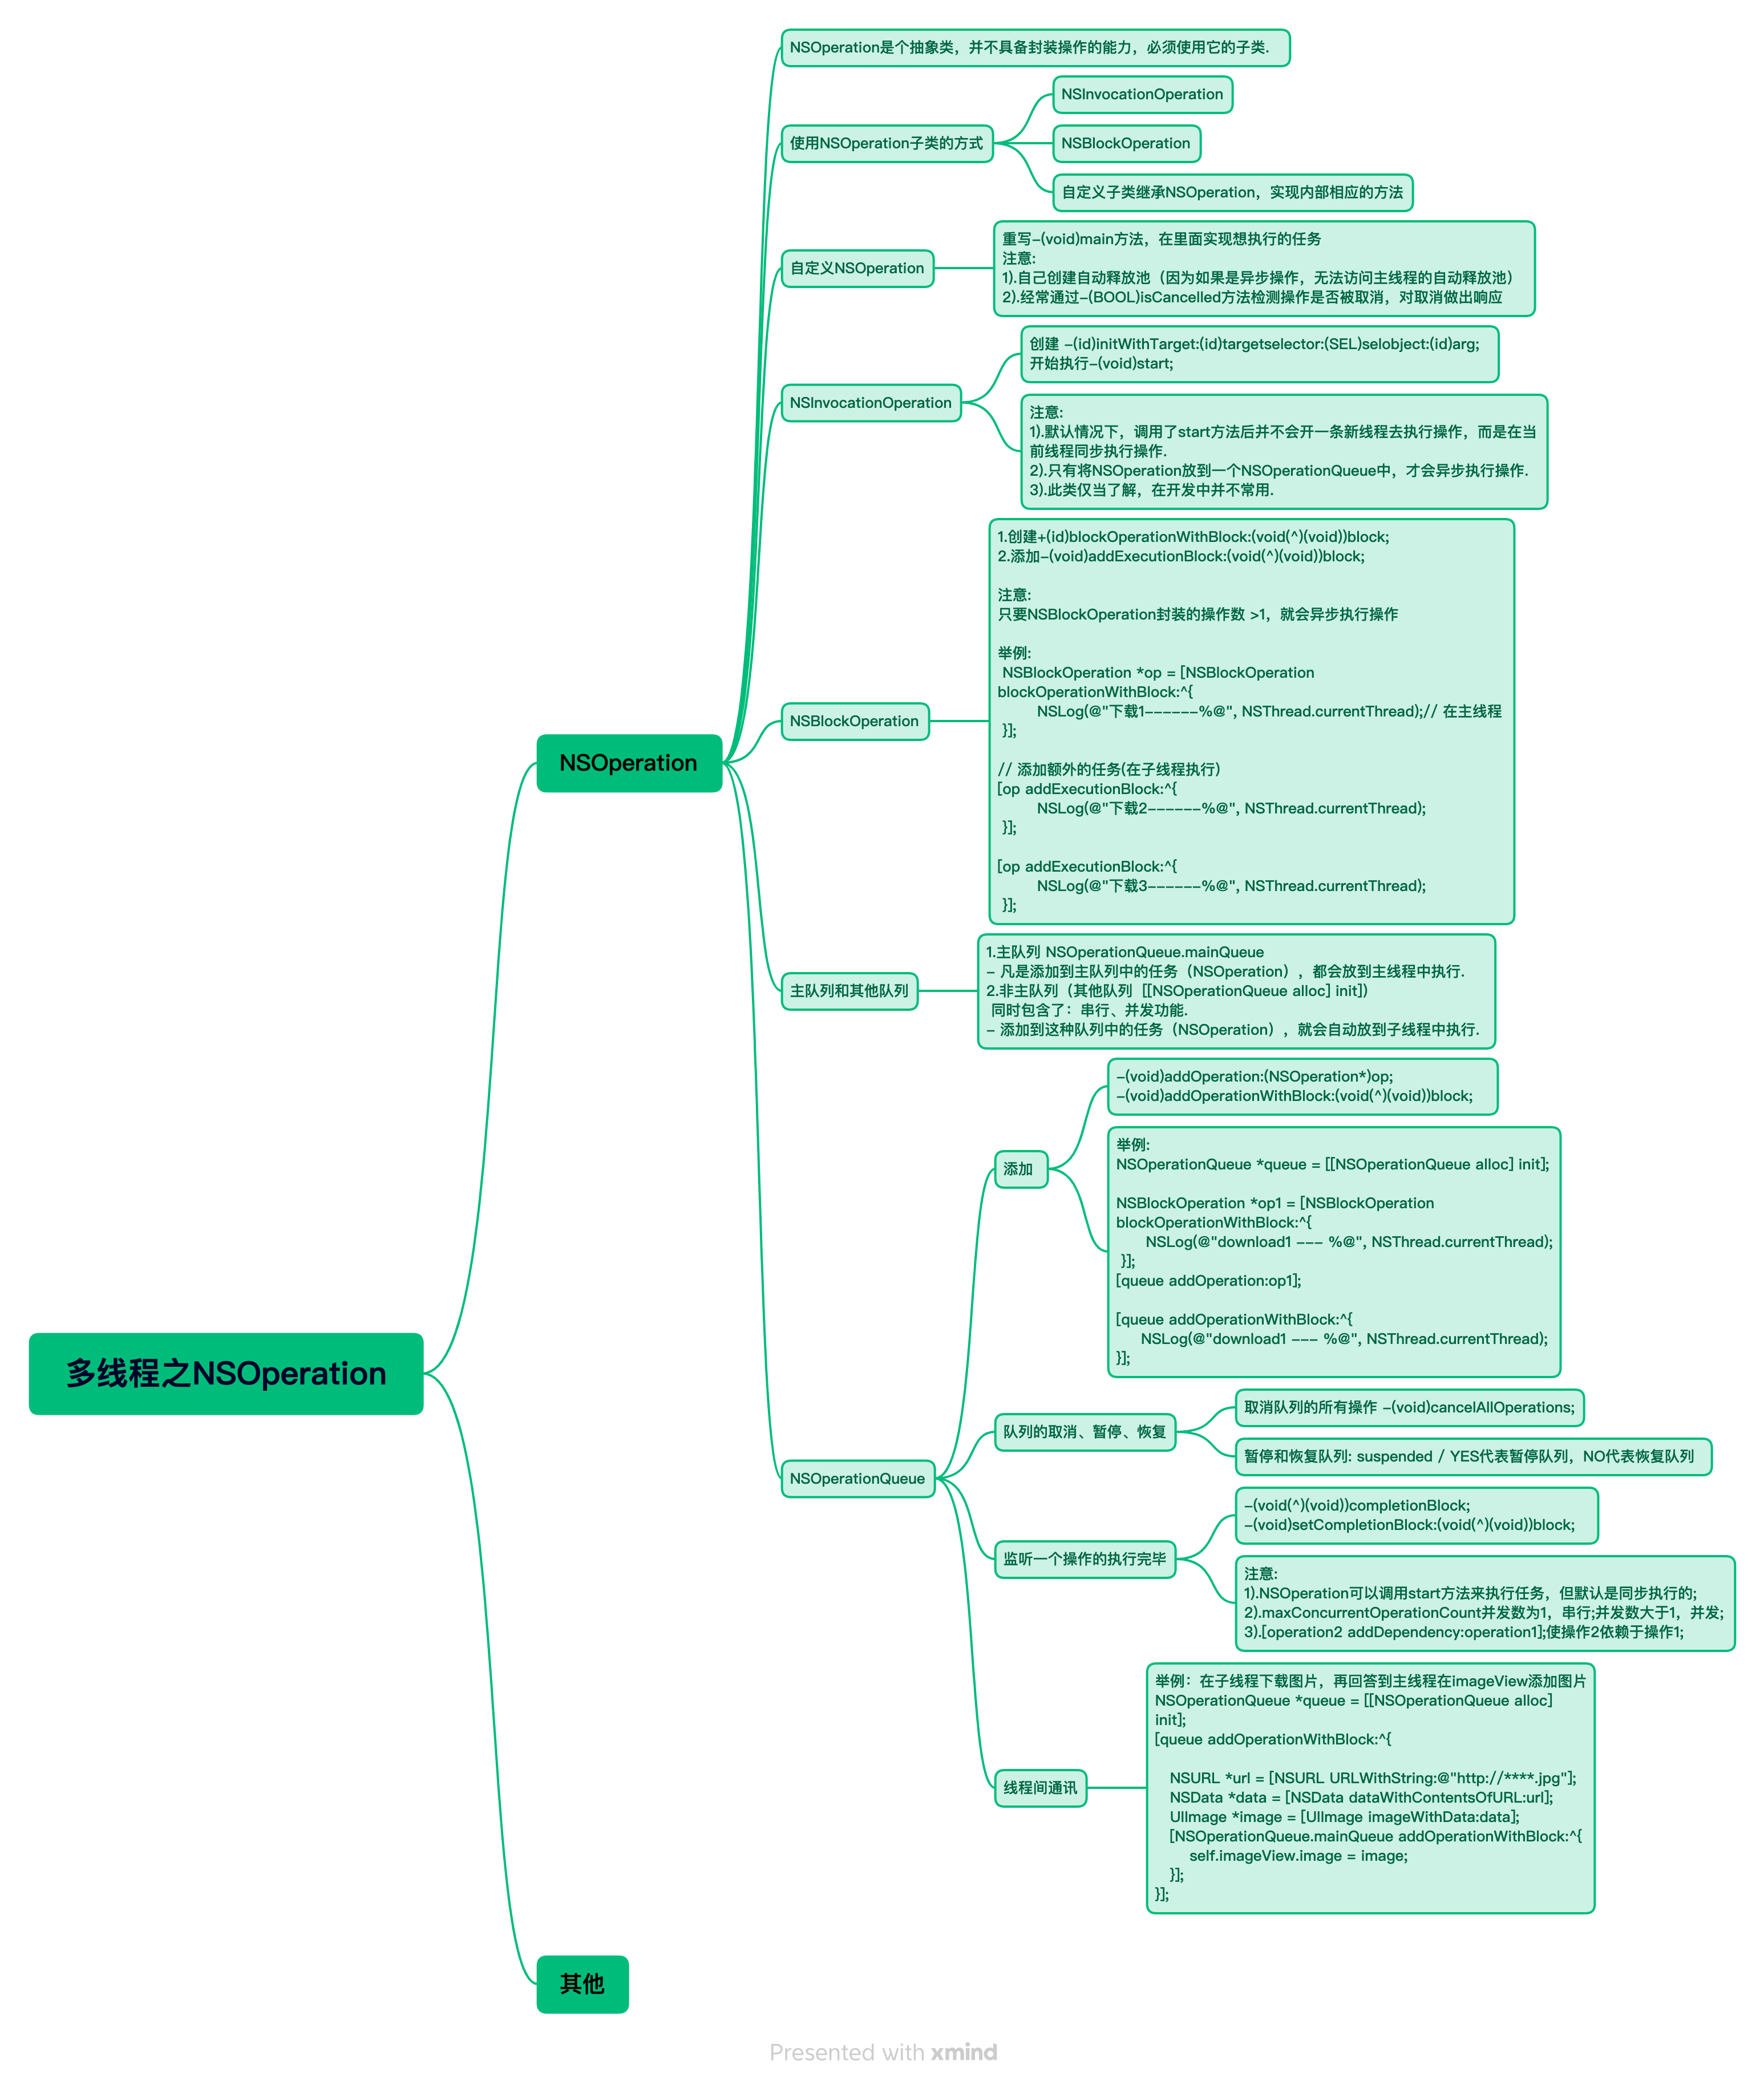 NSOperation是个抽象类，并不具备封装操作的能力，必须使用它的子类.
使用NSOperation子类的方式
NSInvocationOperation
NSBlockOperation
自定义子类继承NSOperation，实现内部相应的方法
自定义NSOperation
重写-(void)main方法，在里面实现想执行的任务
注意:
1).自己创建自动释放池（因为如果是异步操作，无法访问主线程的自动释放池）
2).经常通过-(BOOL)isCancelled方法检测操作是否被取消，对取消做出响应
NSInvocationOperation
创建 -(id)initWithTarget:(id)targetselector:(SEL)selobject:(id)arg;
开始执行-(void)start;
注意:
1).默认情况下，调用了start方法后并不会开一条新线程去执行操作，而是在当
前线程同步执行操作.
2).只有将NSOperation放到一个NSOperationQueue中，才会异步执行操作.
3).此类仅当了解，在开发中并不常用.
NSBlockOperation
1.创建+(id)blockOperationWithBlock:(void(^)(void))block;
2.添加-(void)addExecutionBlock:(void(^)(void))block;
注意:
只要NSBlockOperation封装的操作数 >1，就会异步执行操作
举例:
NSBlockOperation *op = [NSBlockOperation
blockOperationWithBlock:^{
NSLog(@"下载1------%@", NSThread.currentThread);// 在主线程
}];
// 添加额外的任务(在子线程执行)
[op addExecutionBlock:^{
NSLog(@"下载2------%@", NSThread.currentThread);
}];
[op addExecutionBlock:^{
NSLog(@"下载3------%@", NSThread.currentThread);
}];
NSOperation
主队列和其他队列
1.主队列 NSOperationQueue.mainQueue
- 凡是添加到主队列中的任务（NSOperation）, 都会放到主线程中执行.
2.非主队列（其他队列  [[NSOperationQueue alloc] init])
同时包含了：串行、并发功能.
- 添加到这种队列中的任务（NSOperation）, 就会自动放到子线程中执行.
NSOperationQueue
添加
-(void)addOperation:(NSOperation*)op;
-(void)addOperationWithBlock:(void(^)(void))block;
举例:
NSOperationQueue *queue = [[NSOperationQueue alloc] init];
NSBlockOperation *op1 = [NSBlockOperation
blockOperationWithBlock:^{
NSLog(@"download1 --- %@", NSThread.currentThread);
}];
[queue addOperation:op1];
[queue addOperationWithBlock:^{
NSLog(@"download1 --- %@", NSThread.currentThread);
}];
多线程之NSOperation
队列的取消、暂停、恢复
取消队列的所有操作 -(void)cancelAllOperations;
暂停和恢复队列: suspended / YES代表暂停队列，NO代表恢复队列
监听一个操作的执行完毕
-(void(^)(void))completionBlock;
-(void)setCompletionBlock:(void(^)(void))block;
注意:
1).NSOperation可以调用start方法来执行任务，但默认是同步执行的;
2).maxConcurrentOperationCount并发数为1，串行;并发数大于1，并发;
3).[operation2 addDependency:operation1];使操作2依赖于操作1;
线程间通讯
举例：在子线程下载图片，再回答到主线程在imageView添加图片
NSOperationQueue *queue = [[NSOperationQueue alloc]
init];
[queue addOperationWithBlock:^{
NSURL *url = [NSURL URLWithString:@"http://****.jpg"];
NSData *data = [NSData dataWithContentsOfURL:url];
UIImage *image = [UIImage imageWithData:data];
[NSOperationQueue.mainQueue addOperationWithBlock:^{
self.imageView.image = image;
}];
}];
其他
Presented with xmind